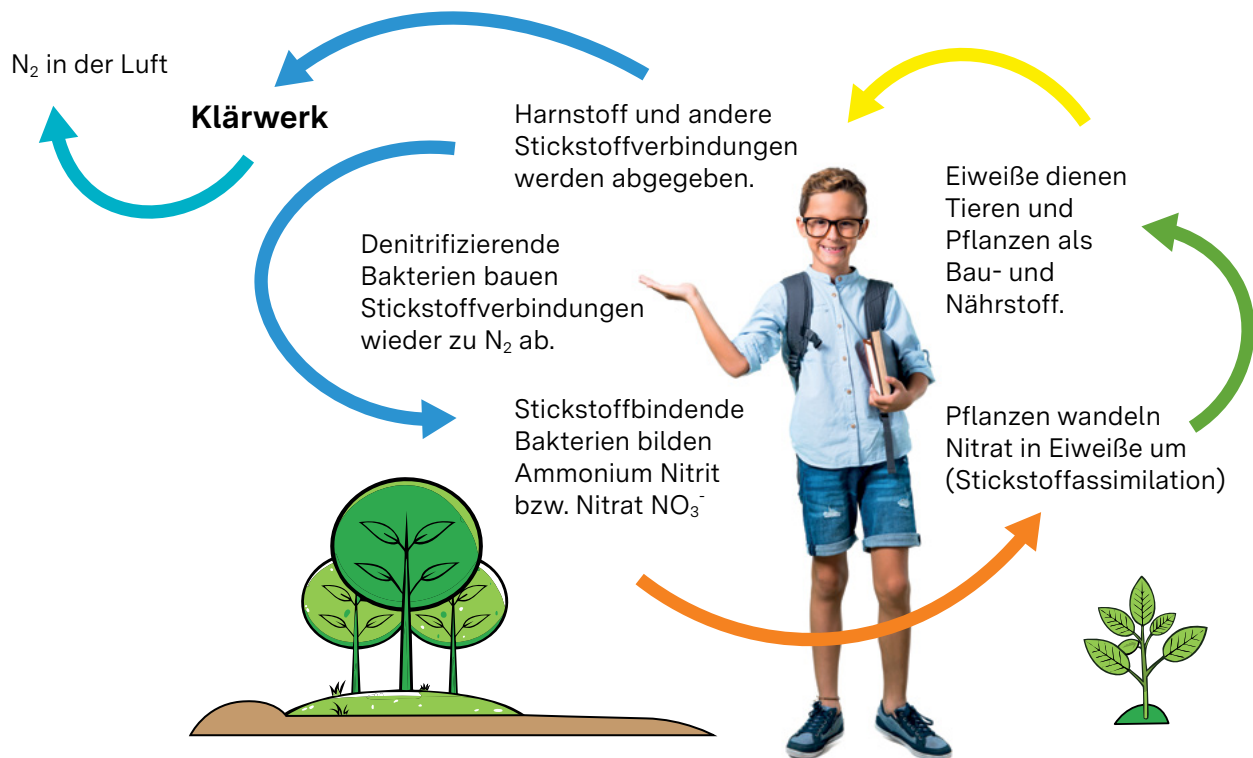 N₂ in der Luft
Klärwerk
Harnstoff und andere
Stickstoffverbindungen
werden abgegeben.
Denitrifizierende
Bakterien bauen
Stickstoffverbindungen
wieder zu N₂ ab.
Stickstoffbindende
Bakterien bilden
Ammonium Nitrit
bzw. Nitrat NO₃⁻
Eiweiße dienen
Tieren und
Pflanzen als
Bau- und
Nährstoff.
Pflanzen wandeln
Nitrat in Eiweiße um
(Stickstoffassimilation)